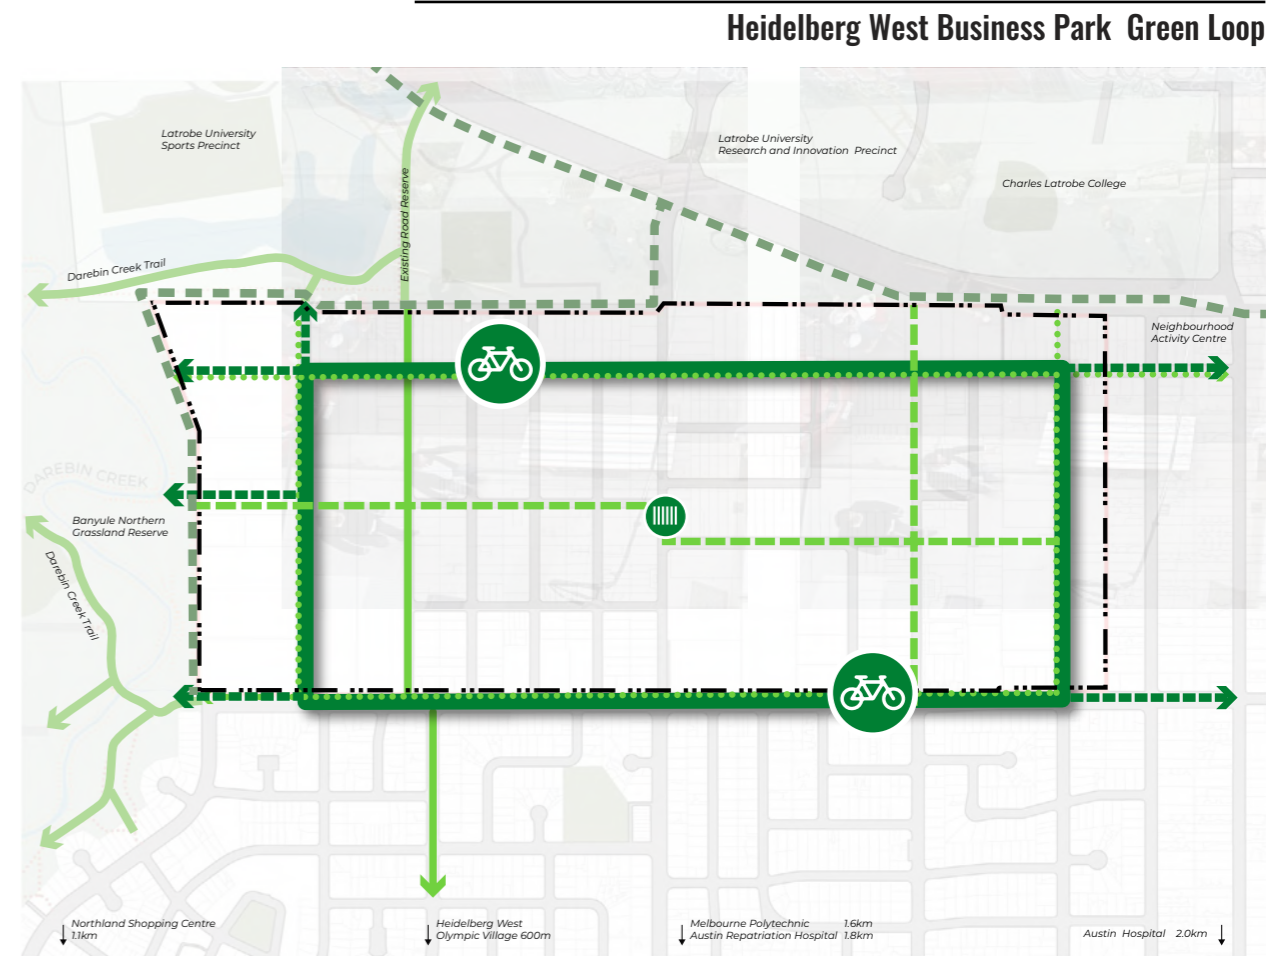 Heidelberg West Business Park Green Loop
Latrobe University
Sports Precinct
Latrobe University
Research and Innovation Precinct
Charles Latrobe College
Existing Road Reserve
Darebin Creek Trail
Neighbourhood
Activity Centre
DAREBIN CREEK
Banyule Northern
Grassland Reserve
Darebin Creek Trail
Northland Shopping Centre
1.1km
Heidelberg West
Olympic Village 600m
Melbourne Polytechnic 1.6km
Austin Repatriation Hospital 1.8km
Austin Hospital 2.0km